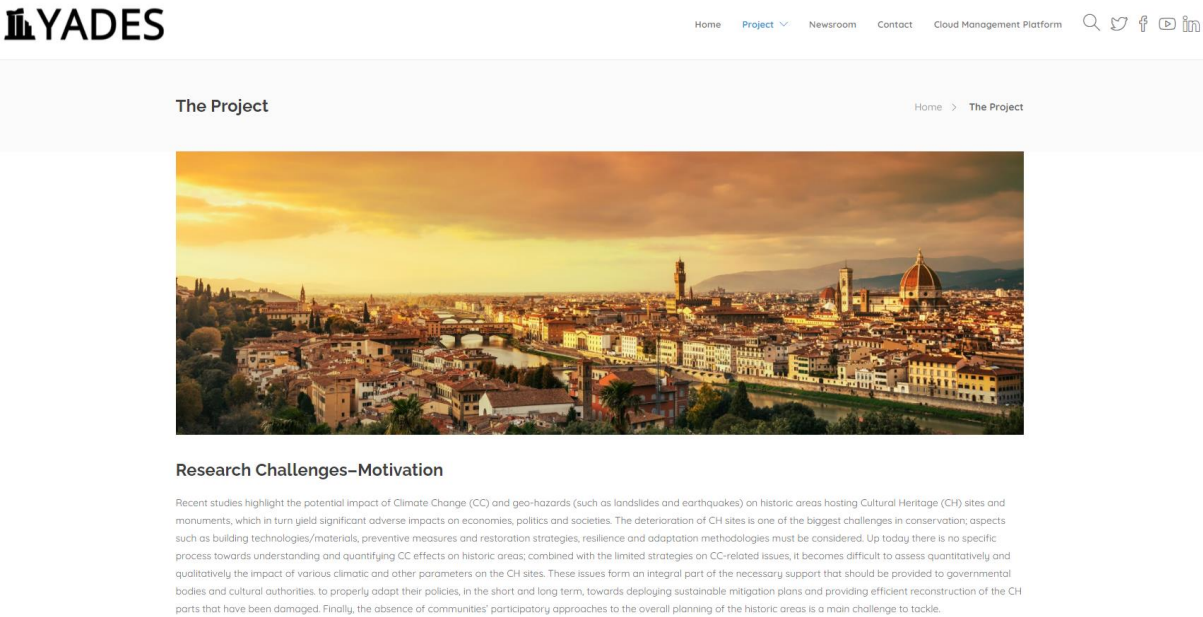 YADES
Home Project Newsroom Contact Cloud Management Platform
The Project
Home > The Project
Research Challenges–Motivation
Recent studies highlight the potential impact of Climate Change (CC) and geo-hazards (such as landslides and earthquakes) on historic areas hosting Cultural Heritage (CH) sites and
monuments, which in turn yield significant adverse impacts on economies, politics and societies. The deterioration of CH sites is one of the biggest challenges in conservation; aspects
such as building technologies/materials, preventive measures and restoration strategies, resilience and adaptation methodologies must be considered. Up today there is no specific
process towards understanding and quantifying CC effects on historic areas; combined with the limited strategies on CC-related issues, it becomes difficult to assess quantitatively and
qualitatively the impact of various climatic and other parameters on the CH sites. These issues form an integral part of the necessary support that should be provided to governmental
bodies and cultural authorities. to properly adapt their policies, in the short and long term, towards deploying sustainable mitigation plans and providing efficient reconstruction of the CH
parts that have been damaged. Finally, the absence of communities' participatory approaches to the overall planning of the historic areas is a main challenge to tackle.